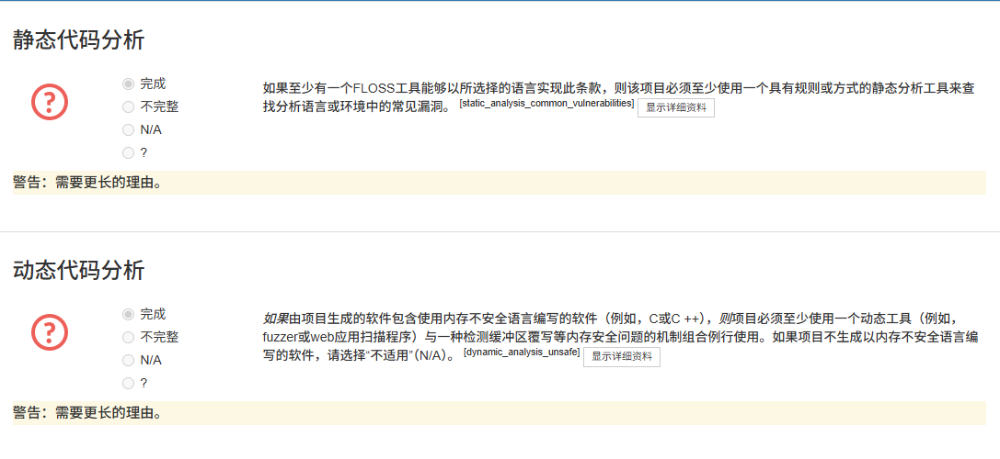 静态代码分析
完成
不完整
N/A
?
如果至少有一个FLOSS工具能够以所选择的语言实现此条款，则该项目必须至少使用一个具有规则或方式的静态分析工具来查
找分析语言或环境中的常见漏洞。 [static_analysis_common_vulnerabilities] 显示详细资料
警告：需要更长的理由。
动态代码分析
完成
不完整
N/A
?
如果由项目生成的软件包含使用内存不安全语言编写的软件（例如，C或C ++），则项目必须至少使用一个动态工具（例如，
fuzzer或web应用扫描程序）与一种检测缓冲区覆写等内存安全问题的机制组合例行使用。如果项目不生成以内存不安全语言编
写的软件，请选择“不适用”（N/A）。 [dynamic_analysis_unsafe] 显示详细资料
警告：需要更长的理由。